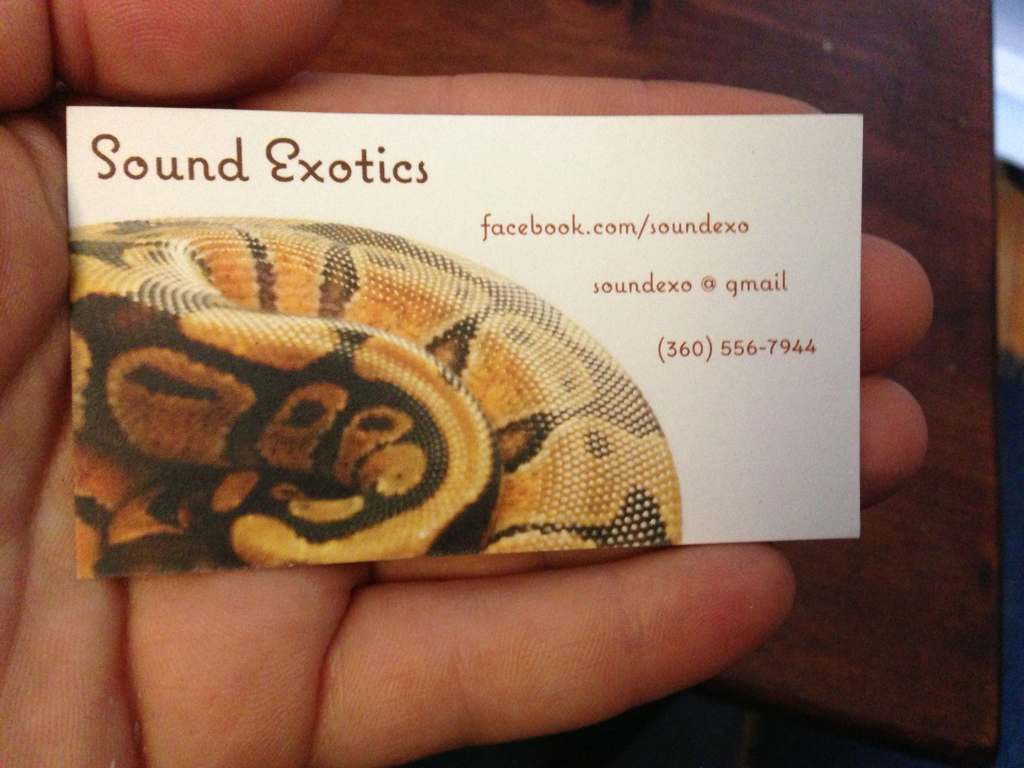 Sound Exotics
facebook.com/soundexo
soundexo @ gmail
(360) 556-7944